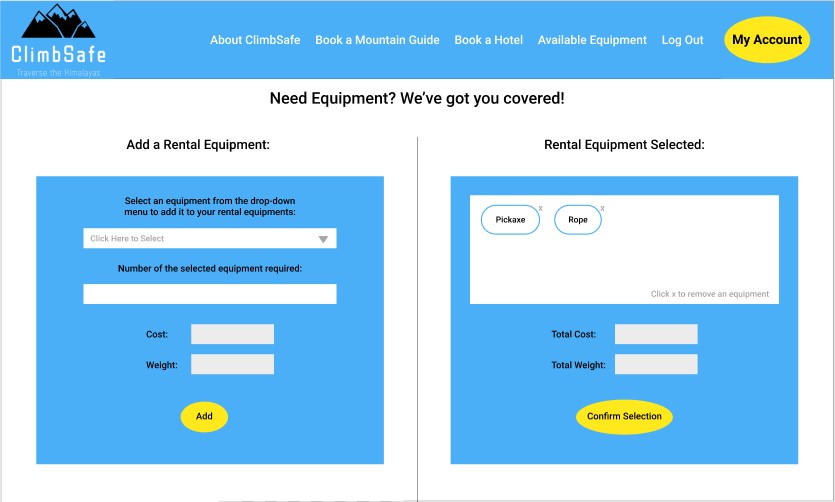 ClimbSafe
Traverse the Himalayas
About ClimbSafe Book a Mountain Guide Book a Hotel Available Equipment Log Out My Account
Need Equipment? We've got you covered!
Add a Rental Equipment:
Select an equipment from the drop-down
menu to add it to your rental equipments:
Click Here to Select
Number of the selected equipment required:
Cost:
Weight:
Add
Rental Equipment Selected:
Pickaxe x Rope x
Click x to remove an equipment
Total Cost:
Total Weight:
Confirm Selection